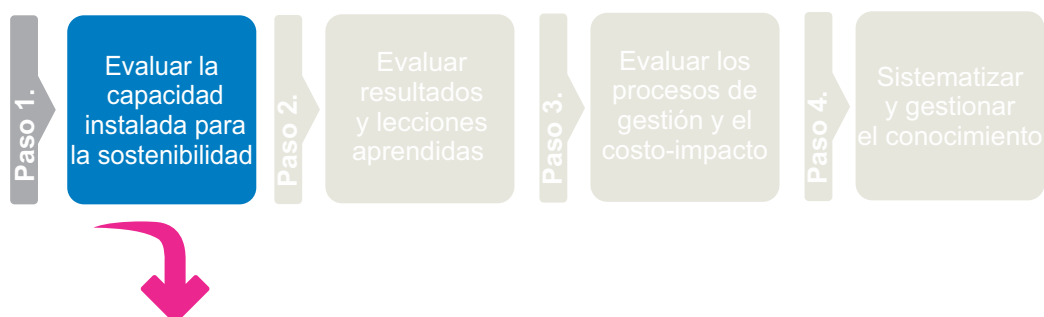 Paso 1.
Evaluar la
capacidad
instalada para
la sostenibilidad
Paso 2.
Evaluar
resultados
y lecciones
aprendidas
Paso 3.
Evaluar los
procesos de
gestión y el
costo-impacto
Paso 4.
Sistematizar
y gestionar
el conocimiento